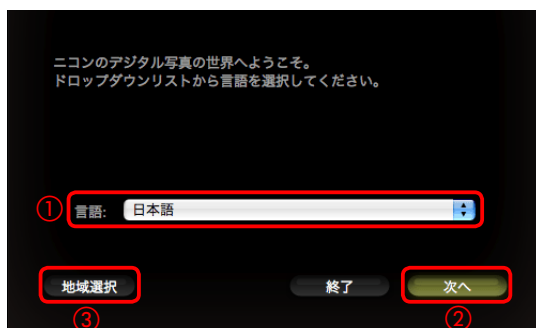 ニコンのデジタル写真の世界へようこそ。
ドロップダウンリストから言語を選択してください。
① 言語: 日本語
地域選択 終了 次へ
③ ②